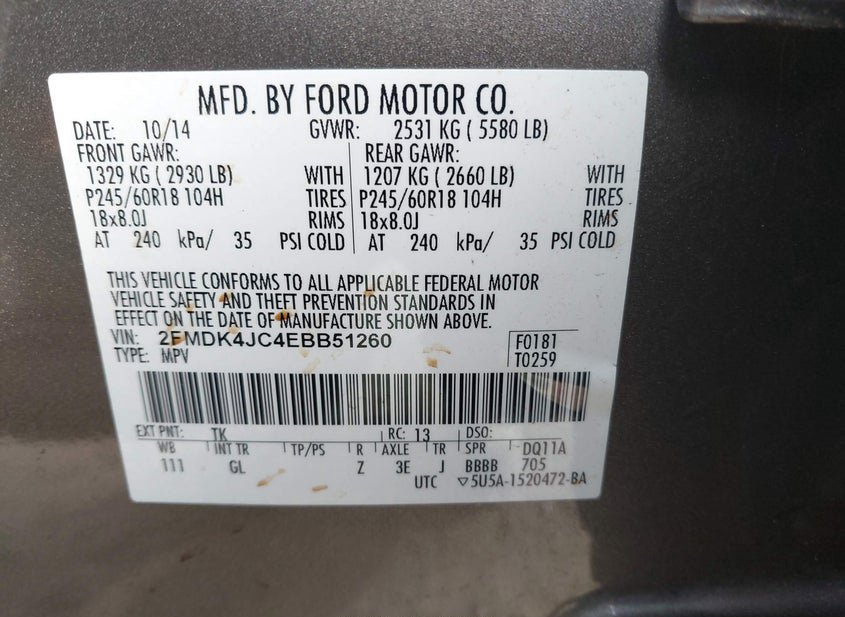 MFD. BY FORD MOTOR CO.
DATE: 10/14 GVWR: 2531 KG ( 5580 LB)
FRONT GAWR: REAR GAWR:
1329 KG ( 2930 LB) WITH 1207 KG ( 2660 LB) WITH
P245/60R18 104H TIRES P245/60R18 104H TIRES
18x8.0J RIMS 18x8.0J RIMS
AT 240 kPa/ 35 PSI COLD AT 240 kPa/ 35 PSI COLD
THIS VEHICLE CONFORMS TO ALL APPLICABLE FEDERAL MOTOR
VEHICLE SAFETY AND THEFT PREVENTION STANDARDS IN
EFFECT ON THE DATE OF MANUFACTURE SHOWN ABOVE.
VIN: 2FMDK4JC4EBB51260 F0181
TYPE: MPV T0259
EXT PNT: TK RC: 13 DSO:
WB INT TR TP/PS R AXLE TR SPR DQ11A
111 GL Z 3E J BBBB 705
UTC ▽5U5A-1520472-BA